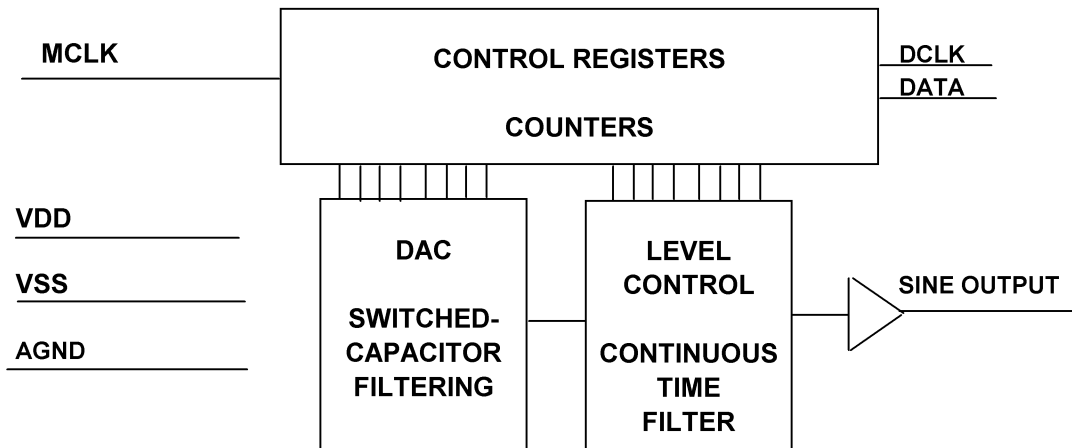 MCLK
CONTROL REGISTERS
COUNTERS
DCLK
DATA
VDD
VSS
AGND
DAC
SWITCHED-
CAPACITOR
FILTERING
LEVEL
CONTROL
CONTINUOUS
TIME
FILTER
SINE OUTPUT